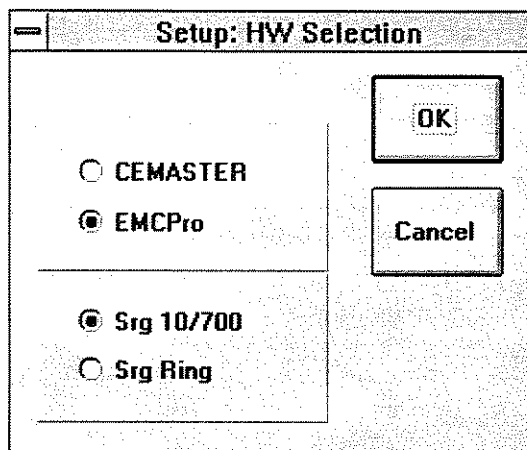 Setup: HW Selection
OK
CEMASTER
EMCPro
Cancel
Srg 10/700
Srg Ring